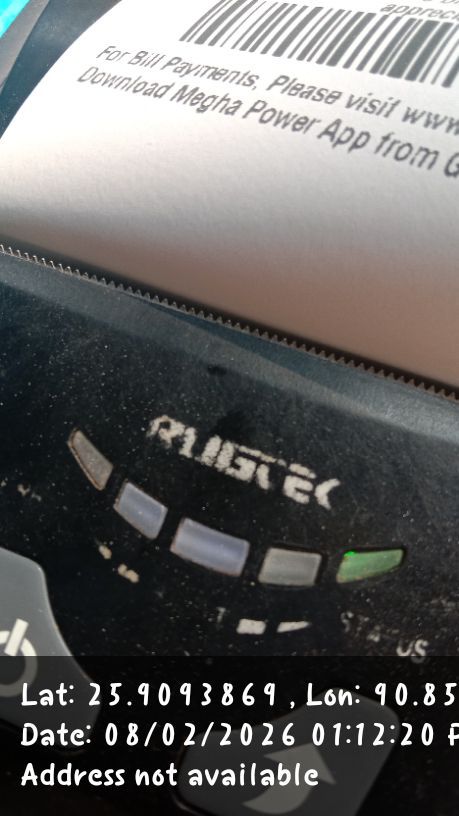 apprec
For Bill Payments, Please visit www
Download Megha Power App from G
RUGTEK
STATUS
Lat: 25.9093869 , Lon: 90.85
Date: 08/02/2026 01:12:20 P
Address not available